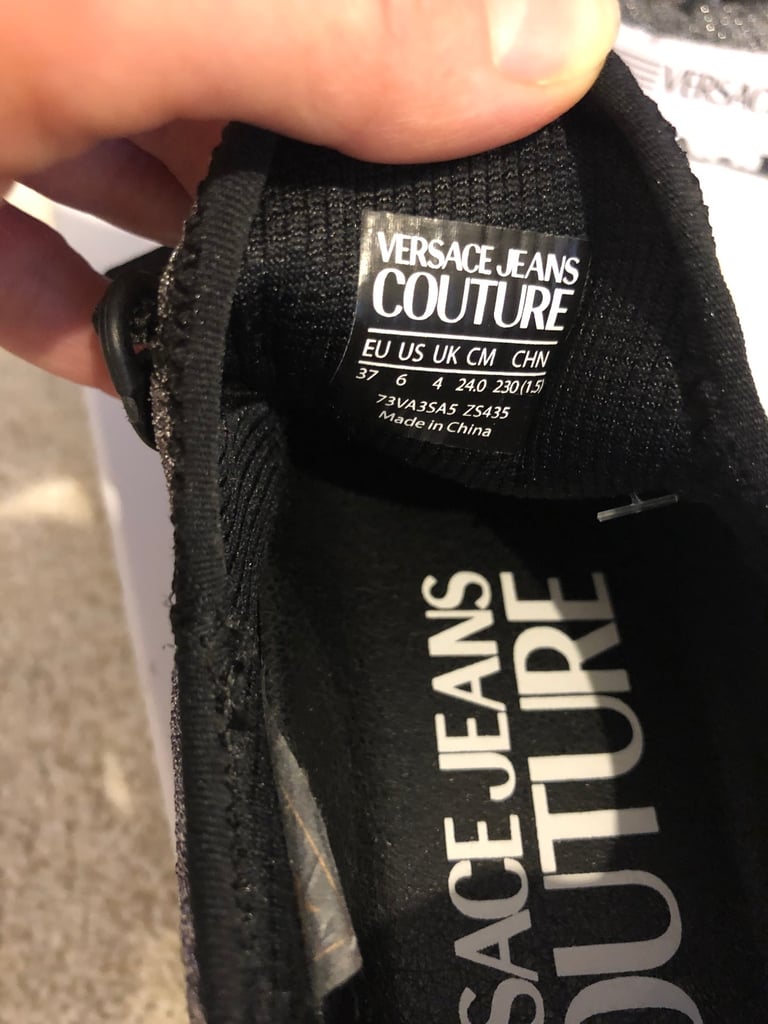 VERSACE JEANS
COUTURE
EU US UK CM CHN
37 6 4 24.0 230(1.5)
73VA3SA5 ZS435
Made in China
SACE JEANS
OUTURE
VERSAC